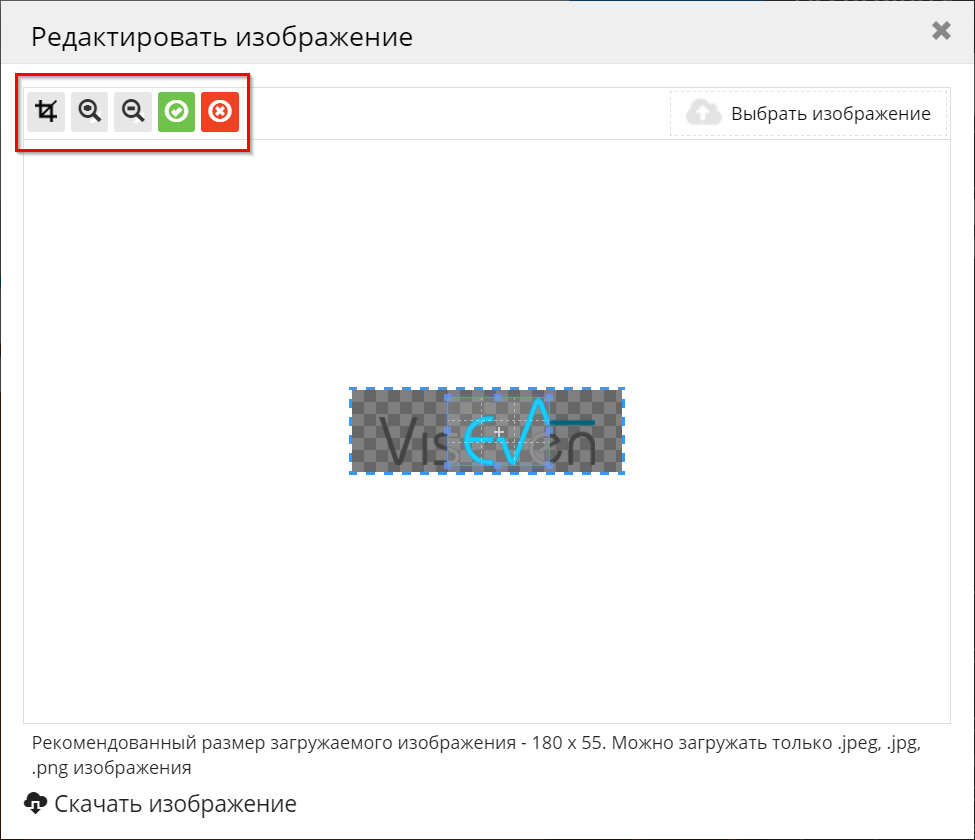 Редактировать изображение
Выбрать изображение
Viseven
Рекомендованный размер загружаемого изображения - 180 x 55. Можно загружать только .jpeg, .jpg,
.png изображения
Скачать изображение